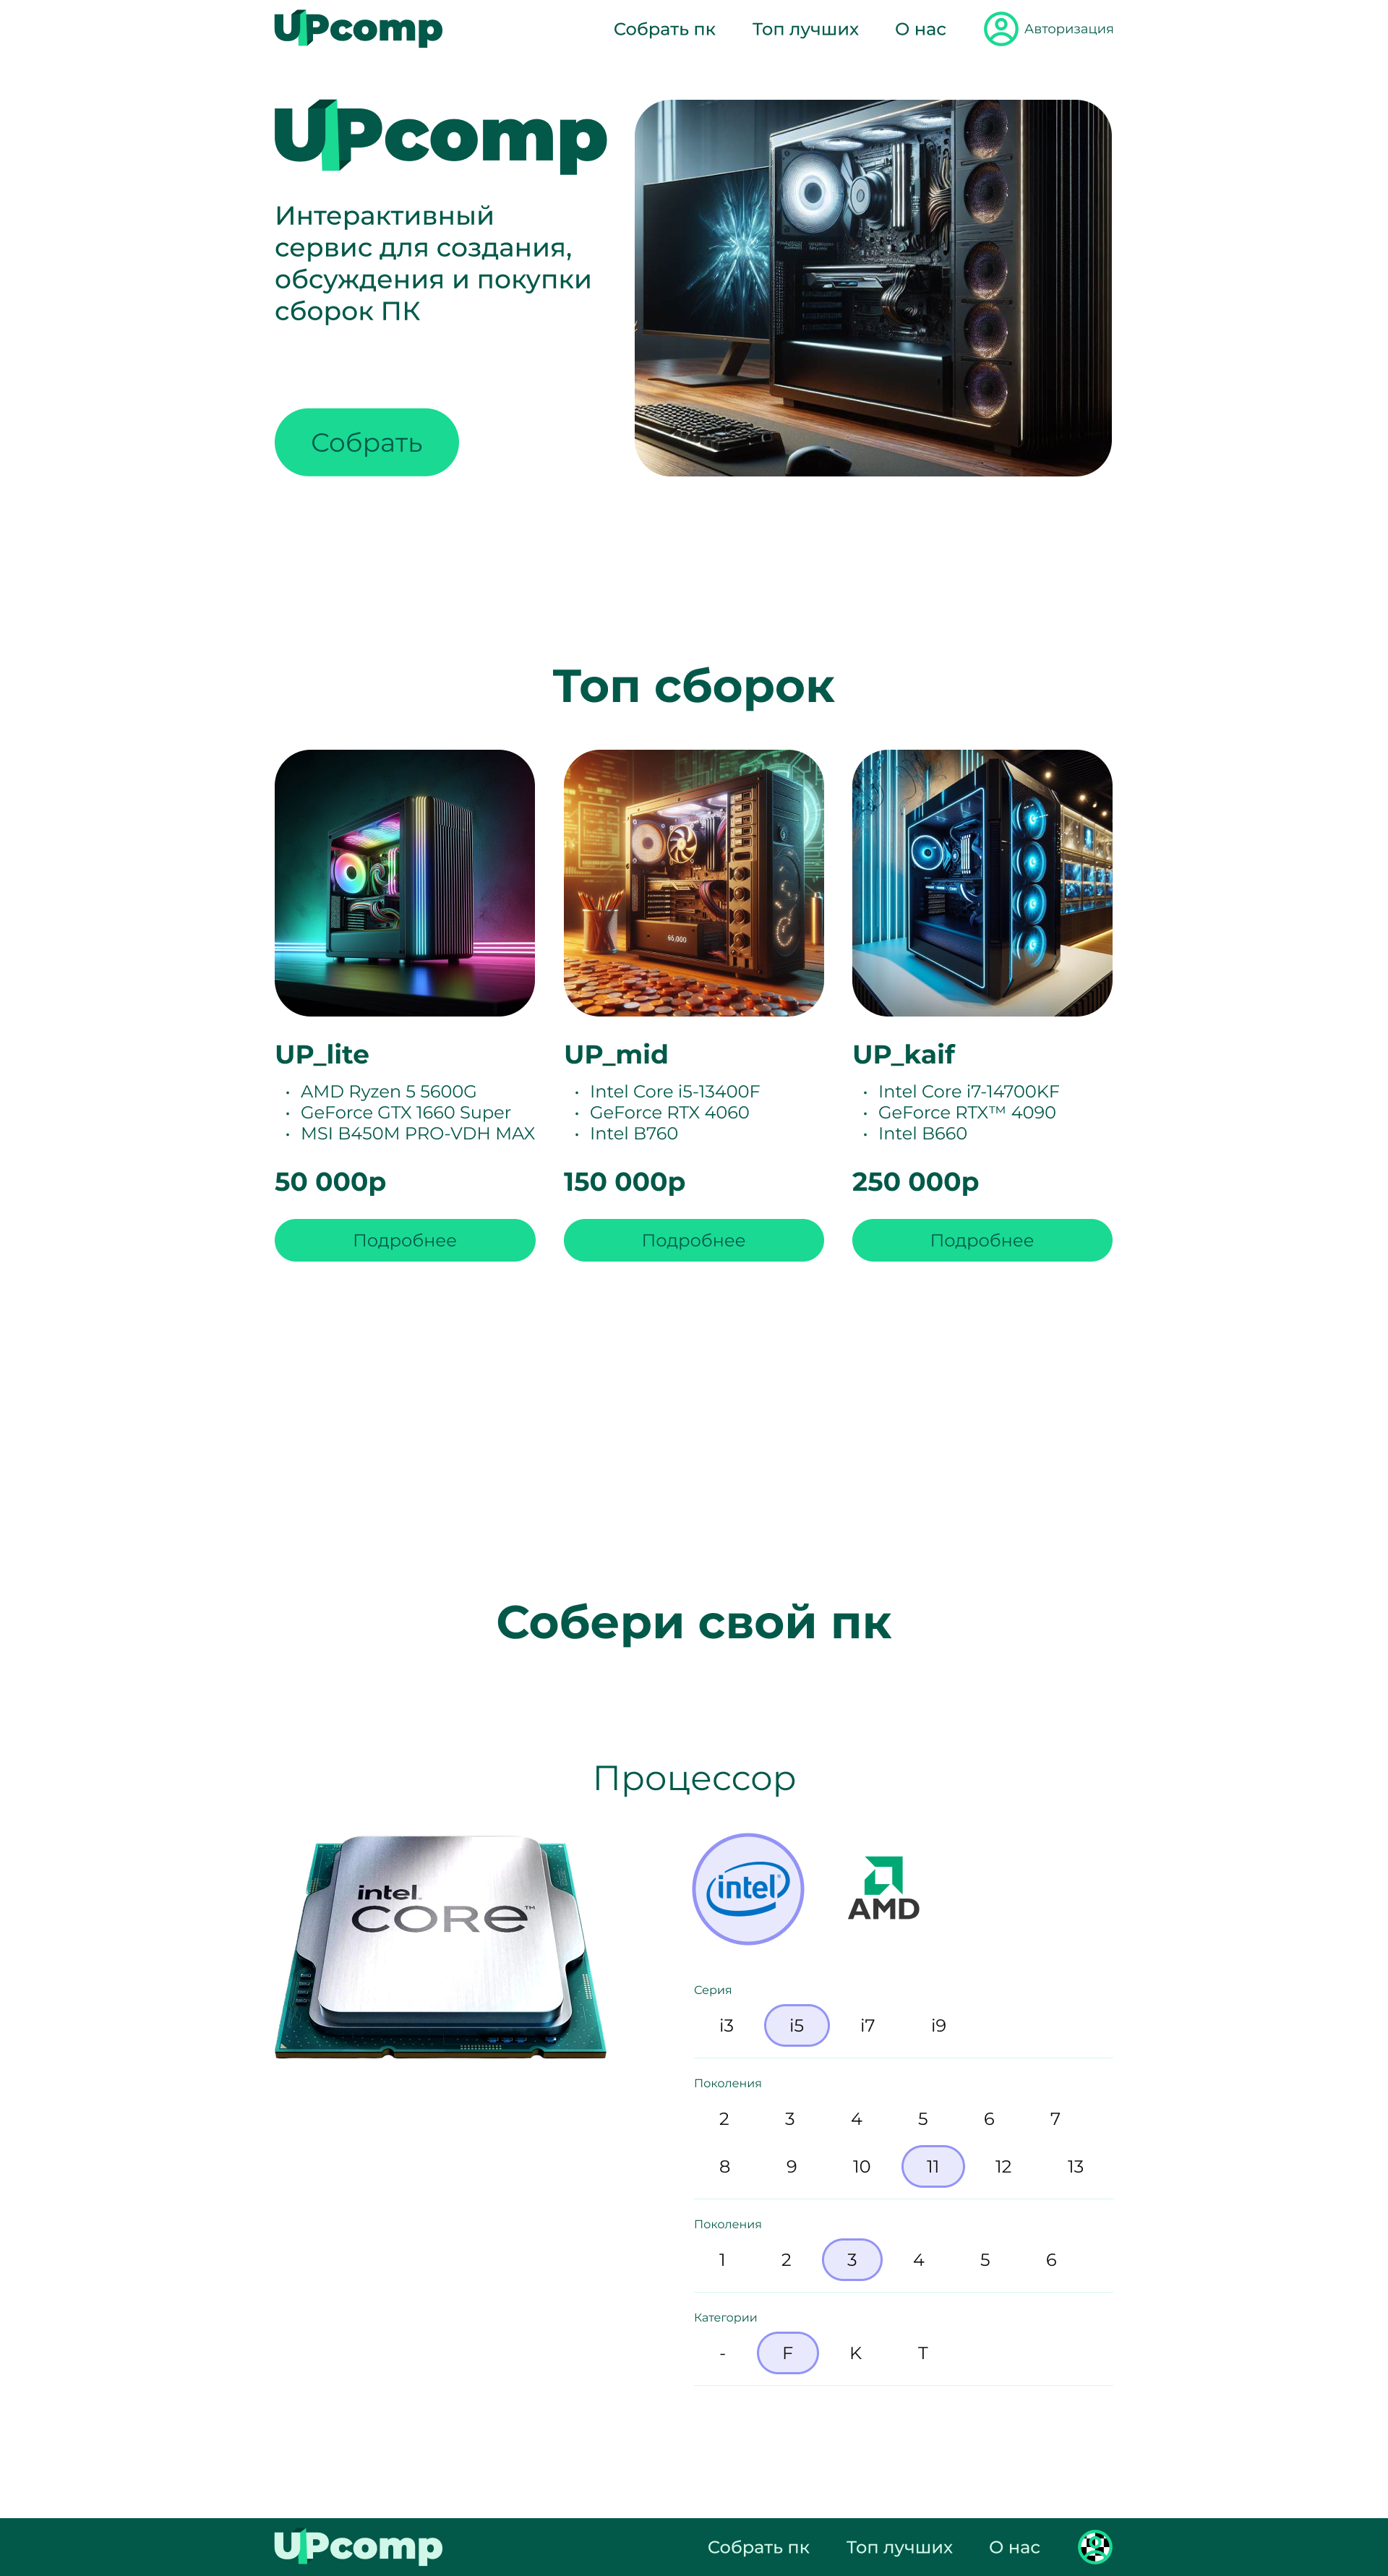 UPcomp
Собрать пк
Топ лучших
О нас
Авторизация
UPcomp
Интерактивный
сервис для создания,
обсуждения и покупки
сборок ПК
Собрать
Топ сборок
66,000
UP_lite
• AMD Ryzen 5 5600G
• GeForce GTX 1660 Super
• MSI B450M PRO-VDH MAX
50 000р
Подробнее
UP_mid
• Intel Core i5-13400F
• GeForce RTX 4060
• Intel B760
150 000р
Подробнее
UP_kaif
• Intel Core i7-14700KF
• GeForce RTX™ 4090
• Intel B660
250 000р
Подробнее
Собери свой пк
Процессор
intel.
CORe™
intel®
AMD
Серия
i3 i5 i7 i9
Поколения
2 3 4 5 6 7
8 9 10 11 12 13
Поколения
1 2 3 4 5 6
Категории
- F K T
UPcomp
Собрать пк
Топ лучших
О нас